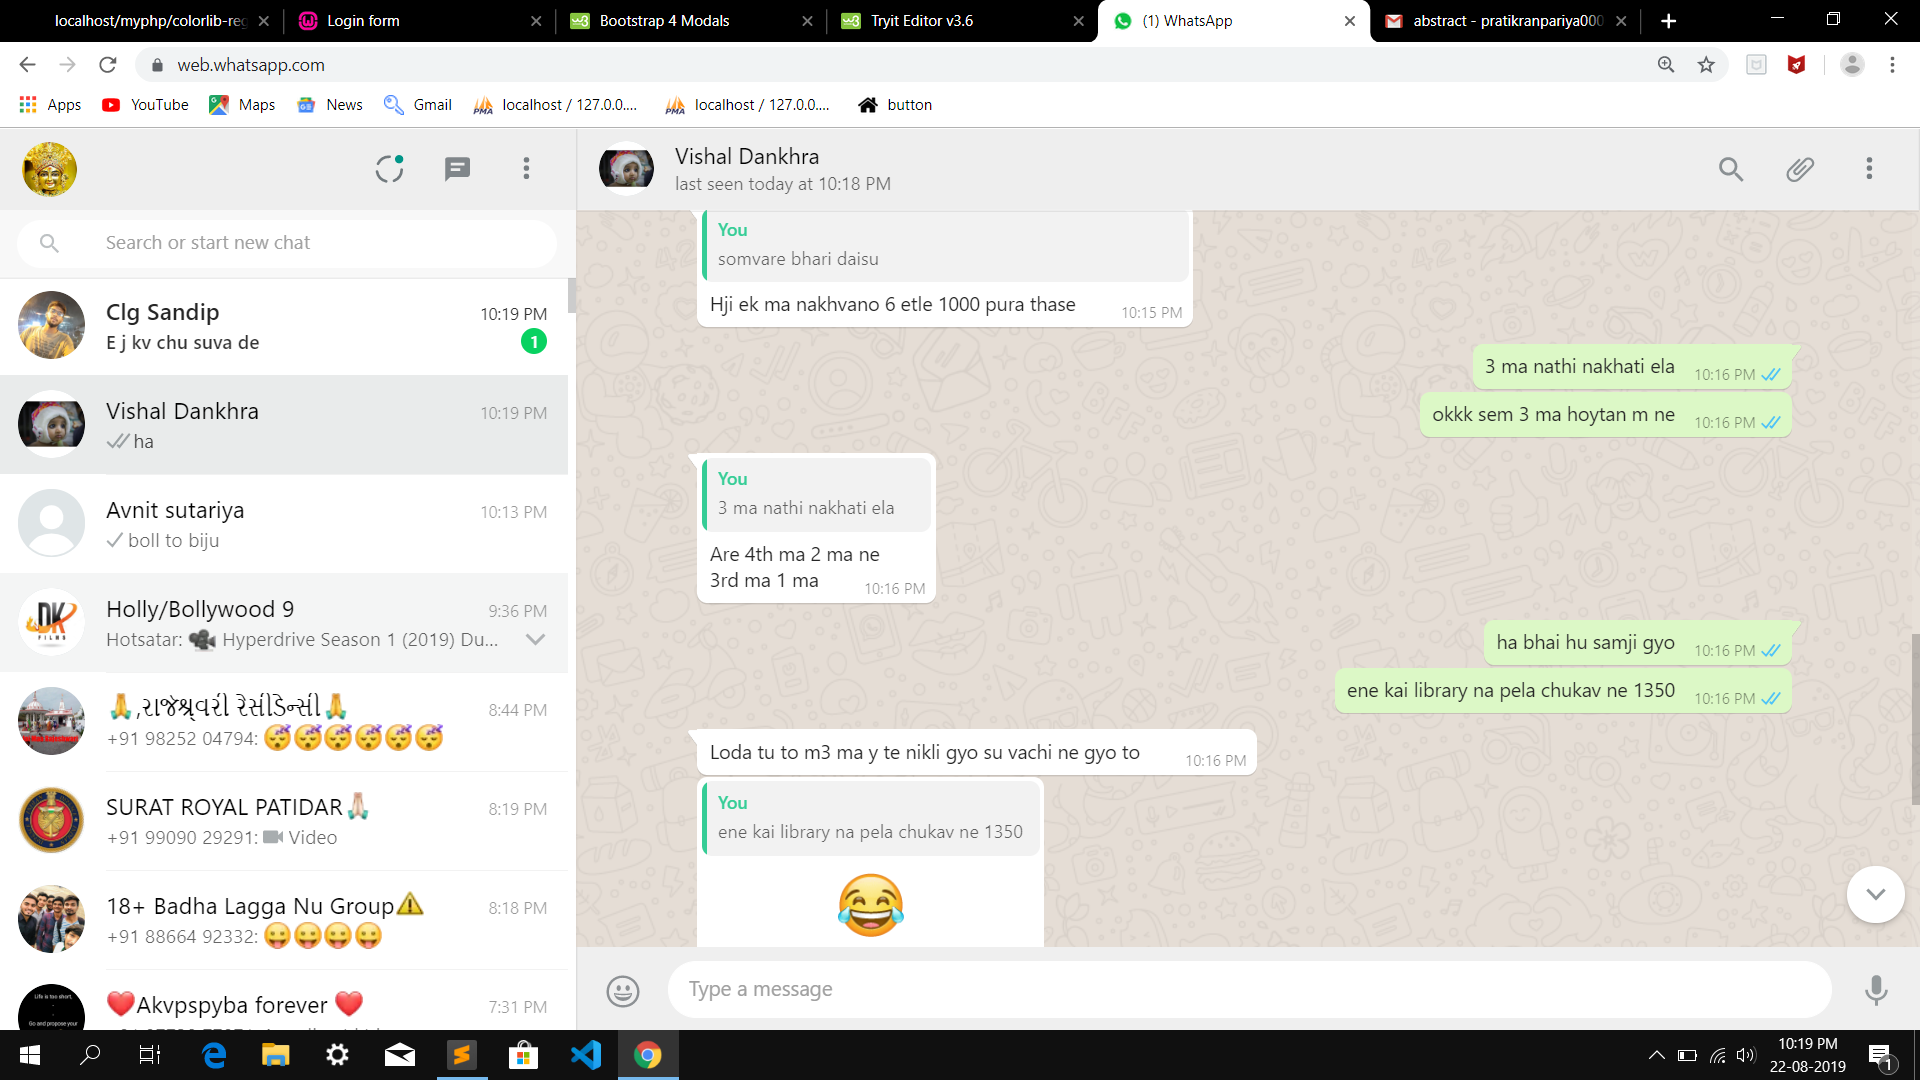 localhost/myphp/colorlib-reg
Login form
Bootstrap 4 Modals
Tryit Editor v3.6
(1) WhatsApp
abstract - pratikranpariya000
web.whatsapp.com
Apps
YouTube
Maps
News
Gmail
localhost / 127.0.0....
localhost / 127.0.0....
button
Search or start new chat
Clg Sandip 10:19 PM
E j kv chu suva de 1
Vishal Dankhra 10:19 PM
ha
Avnit sutariya 10:13 PM
boll to biju
Holly/Bollywood 9 9:36 PM
Hotsatar: 🎥 Hyperdrive Season 1 (2019) Du...
🙏,રાજેશ્વરી રેસીડેન્સી🙏 8:44 PM
+91 98252 04794: 😴😴😴😴😴😴
SURAT ROYAL PATIDAR🙏 8:19 PM
+91 99090 29291: Video
18+ Badha Lagga Nu Group⚠️ 8:18 PM
+91 88664 92332: 😛😛😛😛
❤️Akvpspyba forever ❤️ 7:31 PM
Vishal Dankhra
last seen today at 10:18 PM
You
somvare bhari daisu
Hji ek ma nakhvano 6 etle 1000 pura thase 10:15 PM
3 ma nathi nakhati ela 10:16 PM
okkk sem 3 ma hoytan m ne 10:16 PM
You
3 ma nathi nakhati ela
Are 4th ma 2 ma ne
3rd ma 1 ma 10:16 PM
ha bhai hu samji gyo 10:16 PM
ene kai library na pela chukav ne 1350 10:16 PM
Loda tu to m3 ma y te nikli gyo su vachi ne gyo to 10:16 PM
You
ene kai library na pela chukav ne 1350
😂
Type a message
10:19 PM
22-08-2019
1